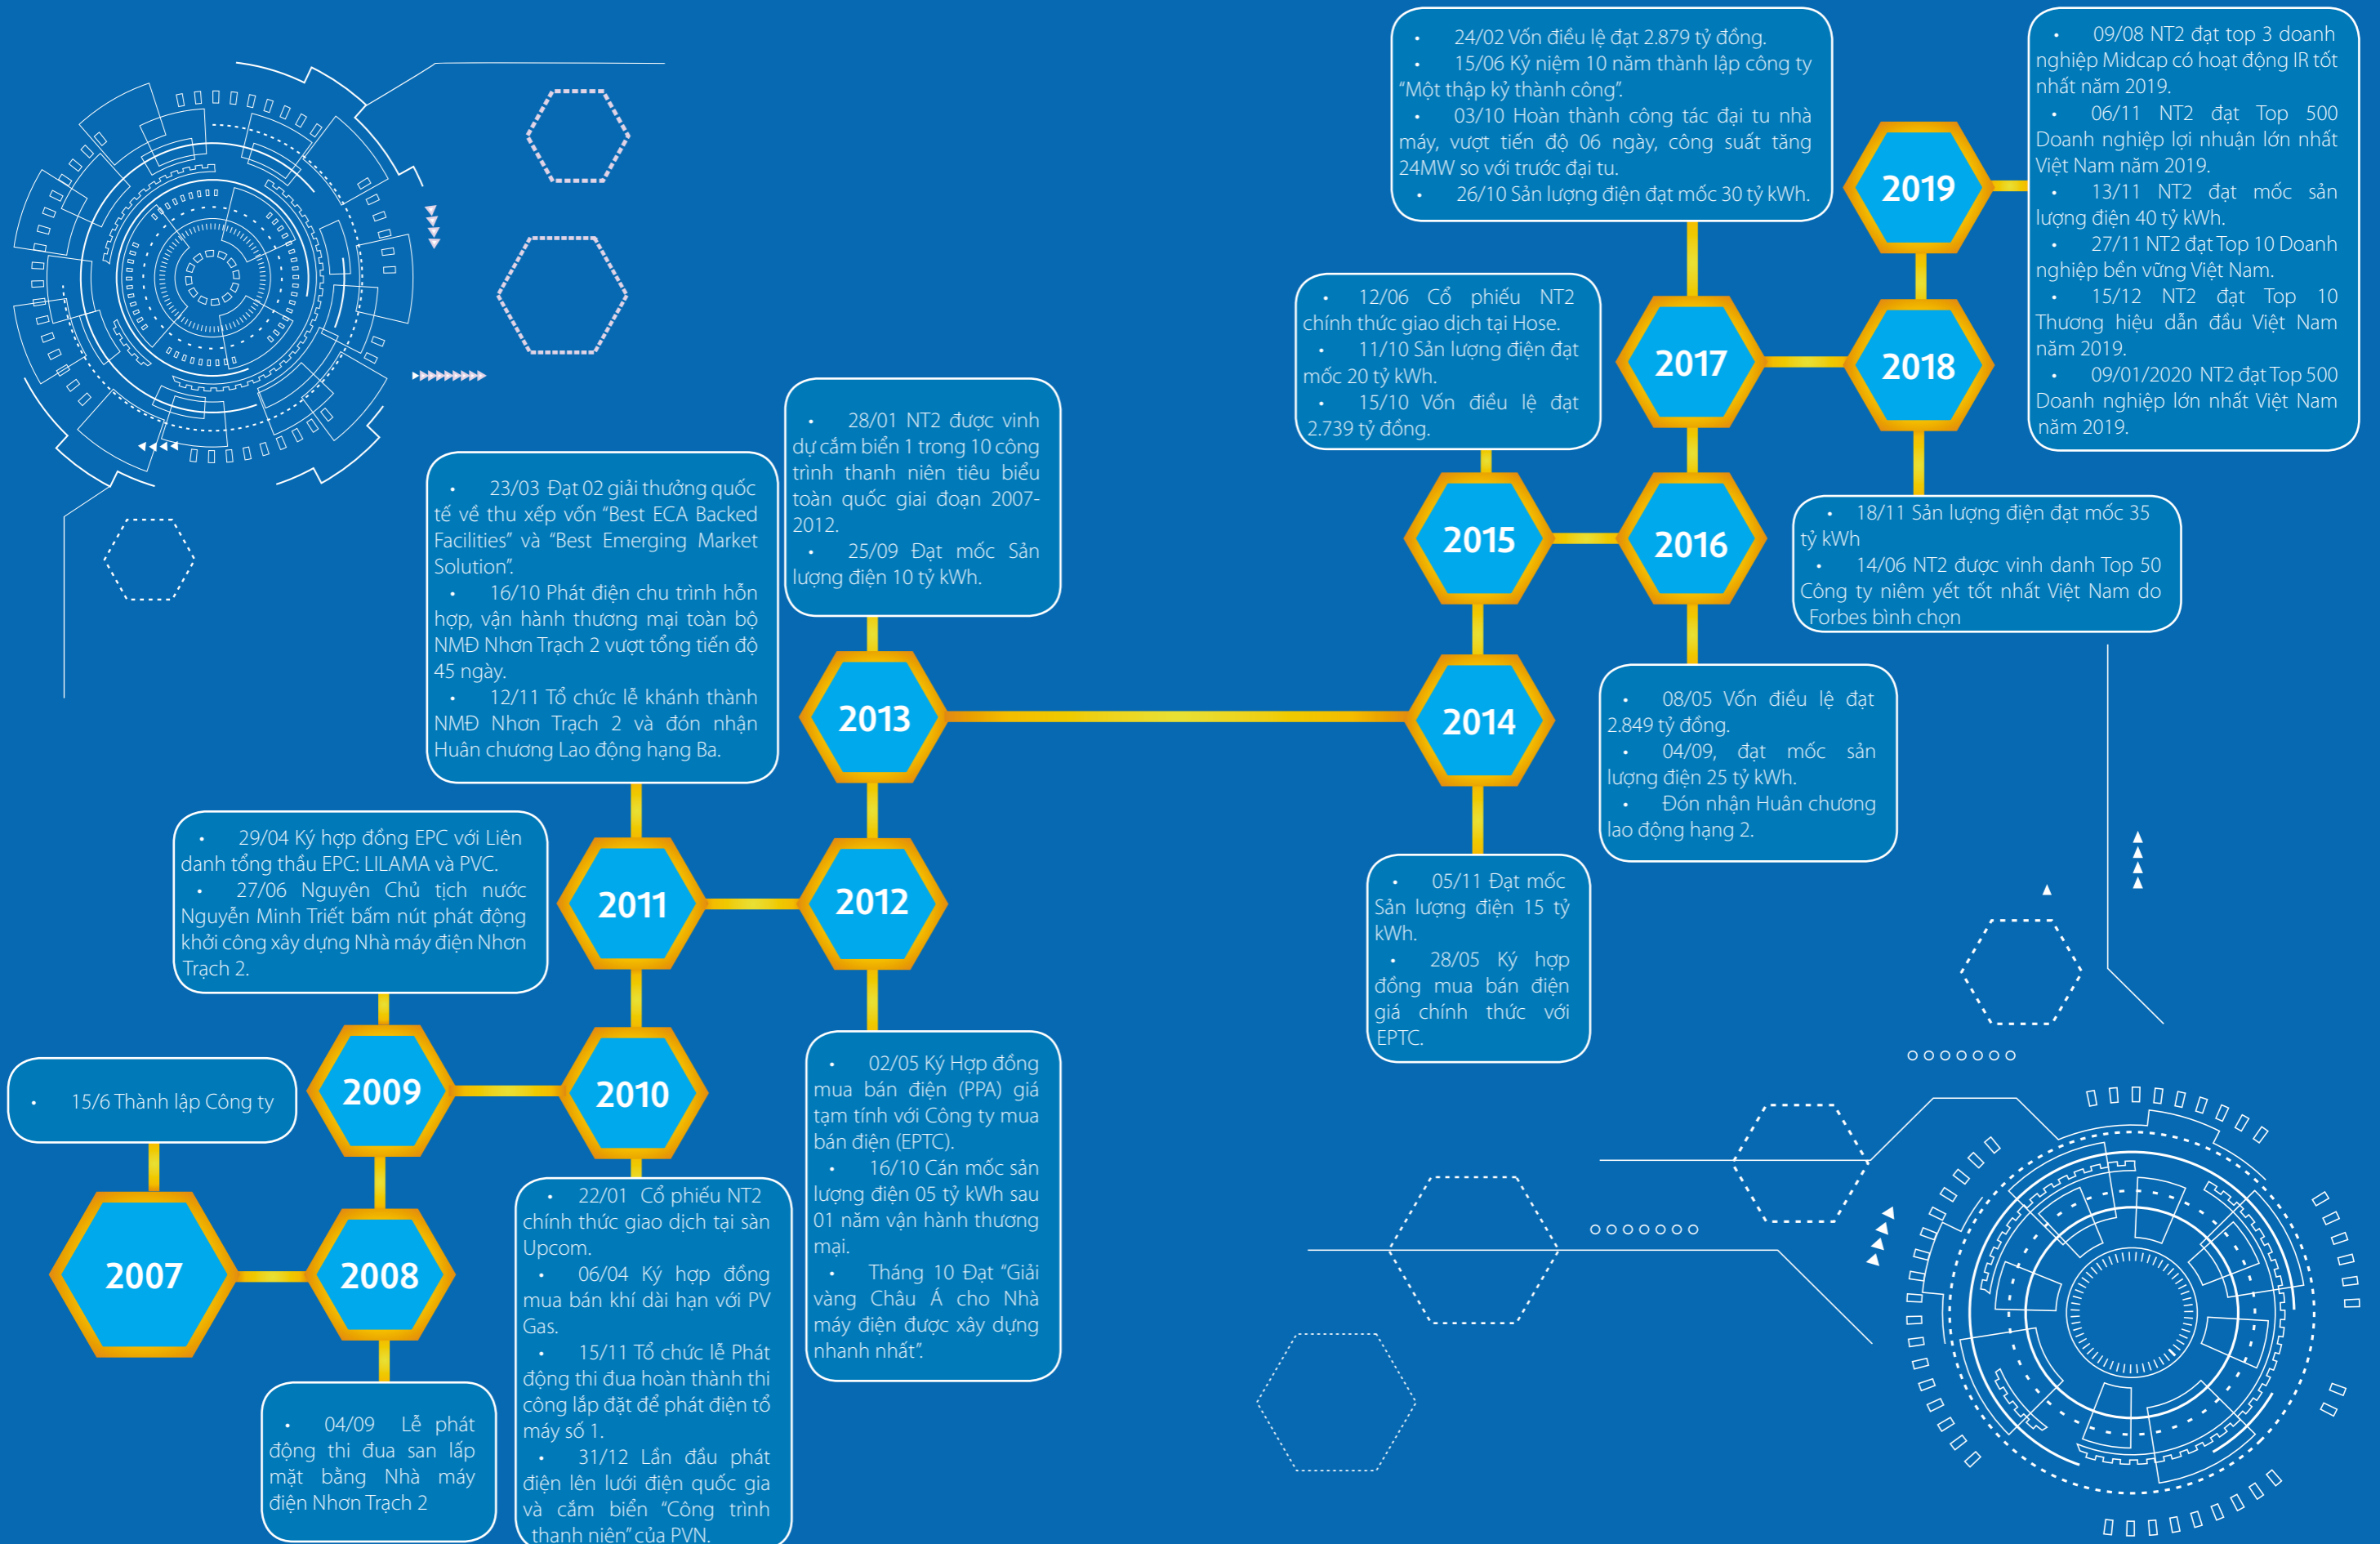 2007
• 15/6 Thành lập Công ty
2008
• 04/09 Lễ phát
động thi đua san lấp
mặt bằng Nhà máy
điện Nhơn Trạch 2
2009
• 29/04 Ký hợp đồng EPC với Liên
danh tổng thầu EPC: LILAMA và PVC.
• 27/06 Nguyên Chủ tịch nước
Nguyễn Minh Triết bấm nút phát động
khởi công xây dựng Nhà máy điện Nhơn
Trạch 2.
2010
• 22/01 Cổ phiếu NT2
chính thức giao dịch tại sàn
Upcom.
• 06/04 Ký hợp đồng
mua bán khí dài hạn với PV
Gas.
• 15/11 Tổ chức lễ Phát
động thi đua hoàn thành thi
công lắp đặt để phát điện tổ
máy số 1.
• 31/12 Lần đầu phát
điện lên lưới điện quốc gia
và cắm biển “Công trình
thanh niên” của PVN.
2011
• 23/03 Đạt 02 giải thưởng quốc
tế về thu xếp vốn “Best ECA Backed
Facilities” và “Best Emerging Market
Solution”.
• 16/10 Phát điện chu trình hỗn
hợp, vận hành thương mại toàn bộ
NMĐ Nhơn Trạch 2 vượt tổng tiến độ
45 ngày.
• 12/11 Tổ chức lễ khánh thành
NMĐ Nhơn Trạch 2 và đón nhận
Huân chương Lao động hạng Ba.
2012
• 02/05 Ký Hợp đồng
mua bán điện (PPA) giá
tạm tính với Công ty mua
bán điện (EPTC).
• 16/10 Cán mốc sản
lượng điện 05 tỷ kWh sau
01 năm vận hành thương
mại.
• Tháng 10 Đạt “Giải
vàng Châu Á cho Nhà
máy điện được xây dựng
nhanh nhất”.
2013
• 28/01 NT2 được vinh
dự cắm biển 1 trong 10 công
trình thanh niên tiêu biểu
toàn quốc giai đoạn 2007-
2012.
• 25/09 Đạt mốc Sản
lượng điện 10 tỷ kWh.
2014
• 05/11 Đạt mốc
Sản lượng điện 15 tỷ
kWh.
• 28/05 Ký hợp
đồng mua bán điện
giá chính thức với
EPTC.
2015
• 12/06 Cổ phiếu NT2
chính thức giao dịch tại Hose.
• 11/10 Sản lượng điện đạt
mốc 20 tỷ kWh.
• 15/10 Vốn điều lệ đạt
2.739 tỷ đồng.
2016
• 08/05 Vốn điều lệ đạt
2.849 tỷ đồng.
• 04/09, đạt mốc sản
lượng điện 25 tỷ kWh.
• Đón nhận Huân chương
lao động hạng 2.
2017
• 24/02 Vốn điều lệ đạt 2.879 tỷ đồng.
• 15/06 Kỷ niệm 10 năm thành lập công ty
“Một thập kỷ thành công”.
• 03/10 Hoàn thành công tác đại tu nhà
máy, vượt tiến độ 06 ngày, công suất tăng
24MW so với trước đại tu.
• 26/10 Sản lượng điện đạt mốc 30 tỷ kWh.
2018
• 18/11 Sản lượng điện đạt mốc 35
tỷ kWh
• 14/06 NT2 được vinh danh Top 50
Công ty niêm yết tốt nhất Việt Nam do
Forbes bình chọn
2019
• 09/08 NT2 đạt top 3 doanh
nghiệp Midcap có hoạt động IR tốt
nhất năm 2019.
• 06/11 NT2 đạt Top 500
Doanh nghiệp lợi nhuận lớn nhất
Việt Nam năm 2019.
• 13/11 NT2 đạt mốc sản
lượng điện 40 tỷ kWh.
• 27/11 NT2 đạt Top 10 Doanh
nghiệp bền vững Việt Nam.
• 15/12 NT2 đạt Top 10
Thương hiệu dẫn đầu Việt Nam
năm 2019.
• 09/01/2020 NT2 đạt Top 500
Doanh nghiệp lớn nhất Việt Nam
năm 2019.